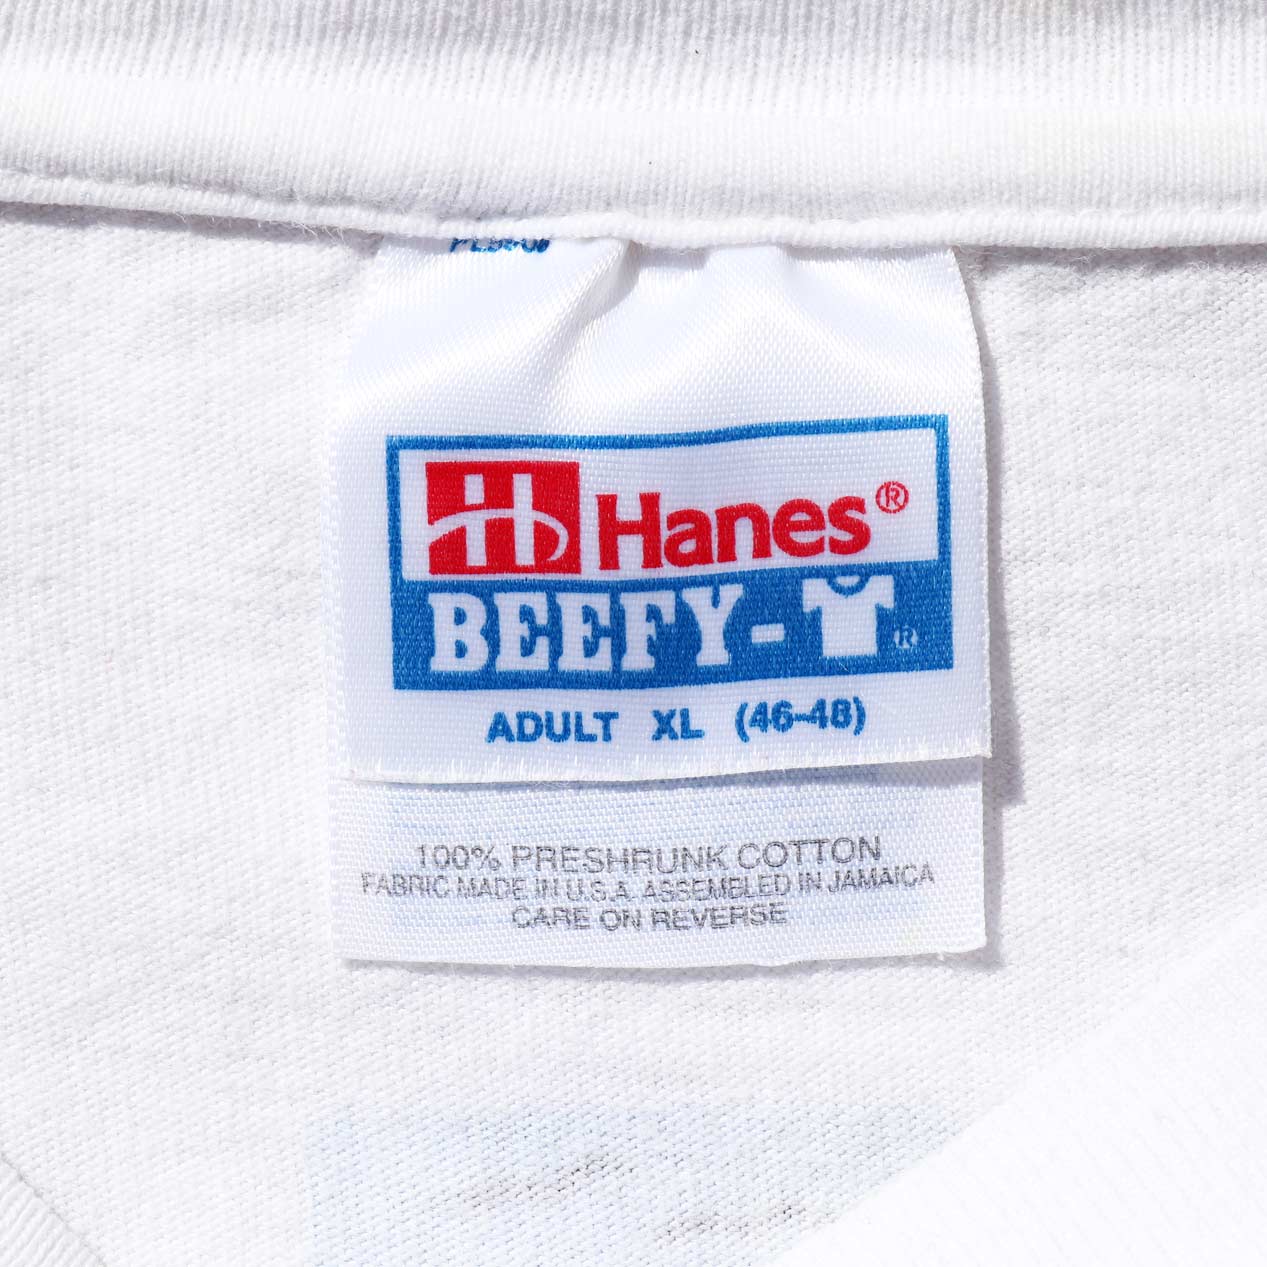 Hanes®
BEEFY-T®
ADULT XL (46-48)
100% PRESHRUNK COTTON
FABRIC MADE IN U.S.A. ASSEMBLED IN JAMAICA
CARE ON REVERSE